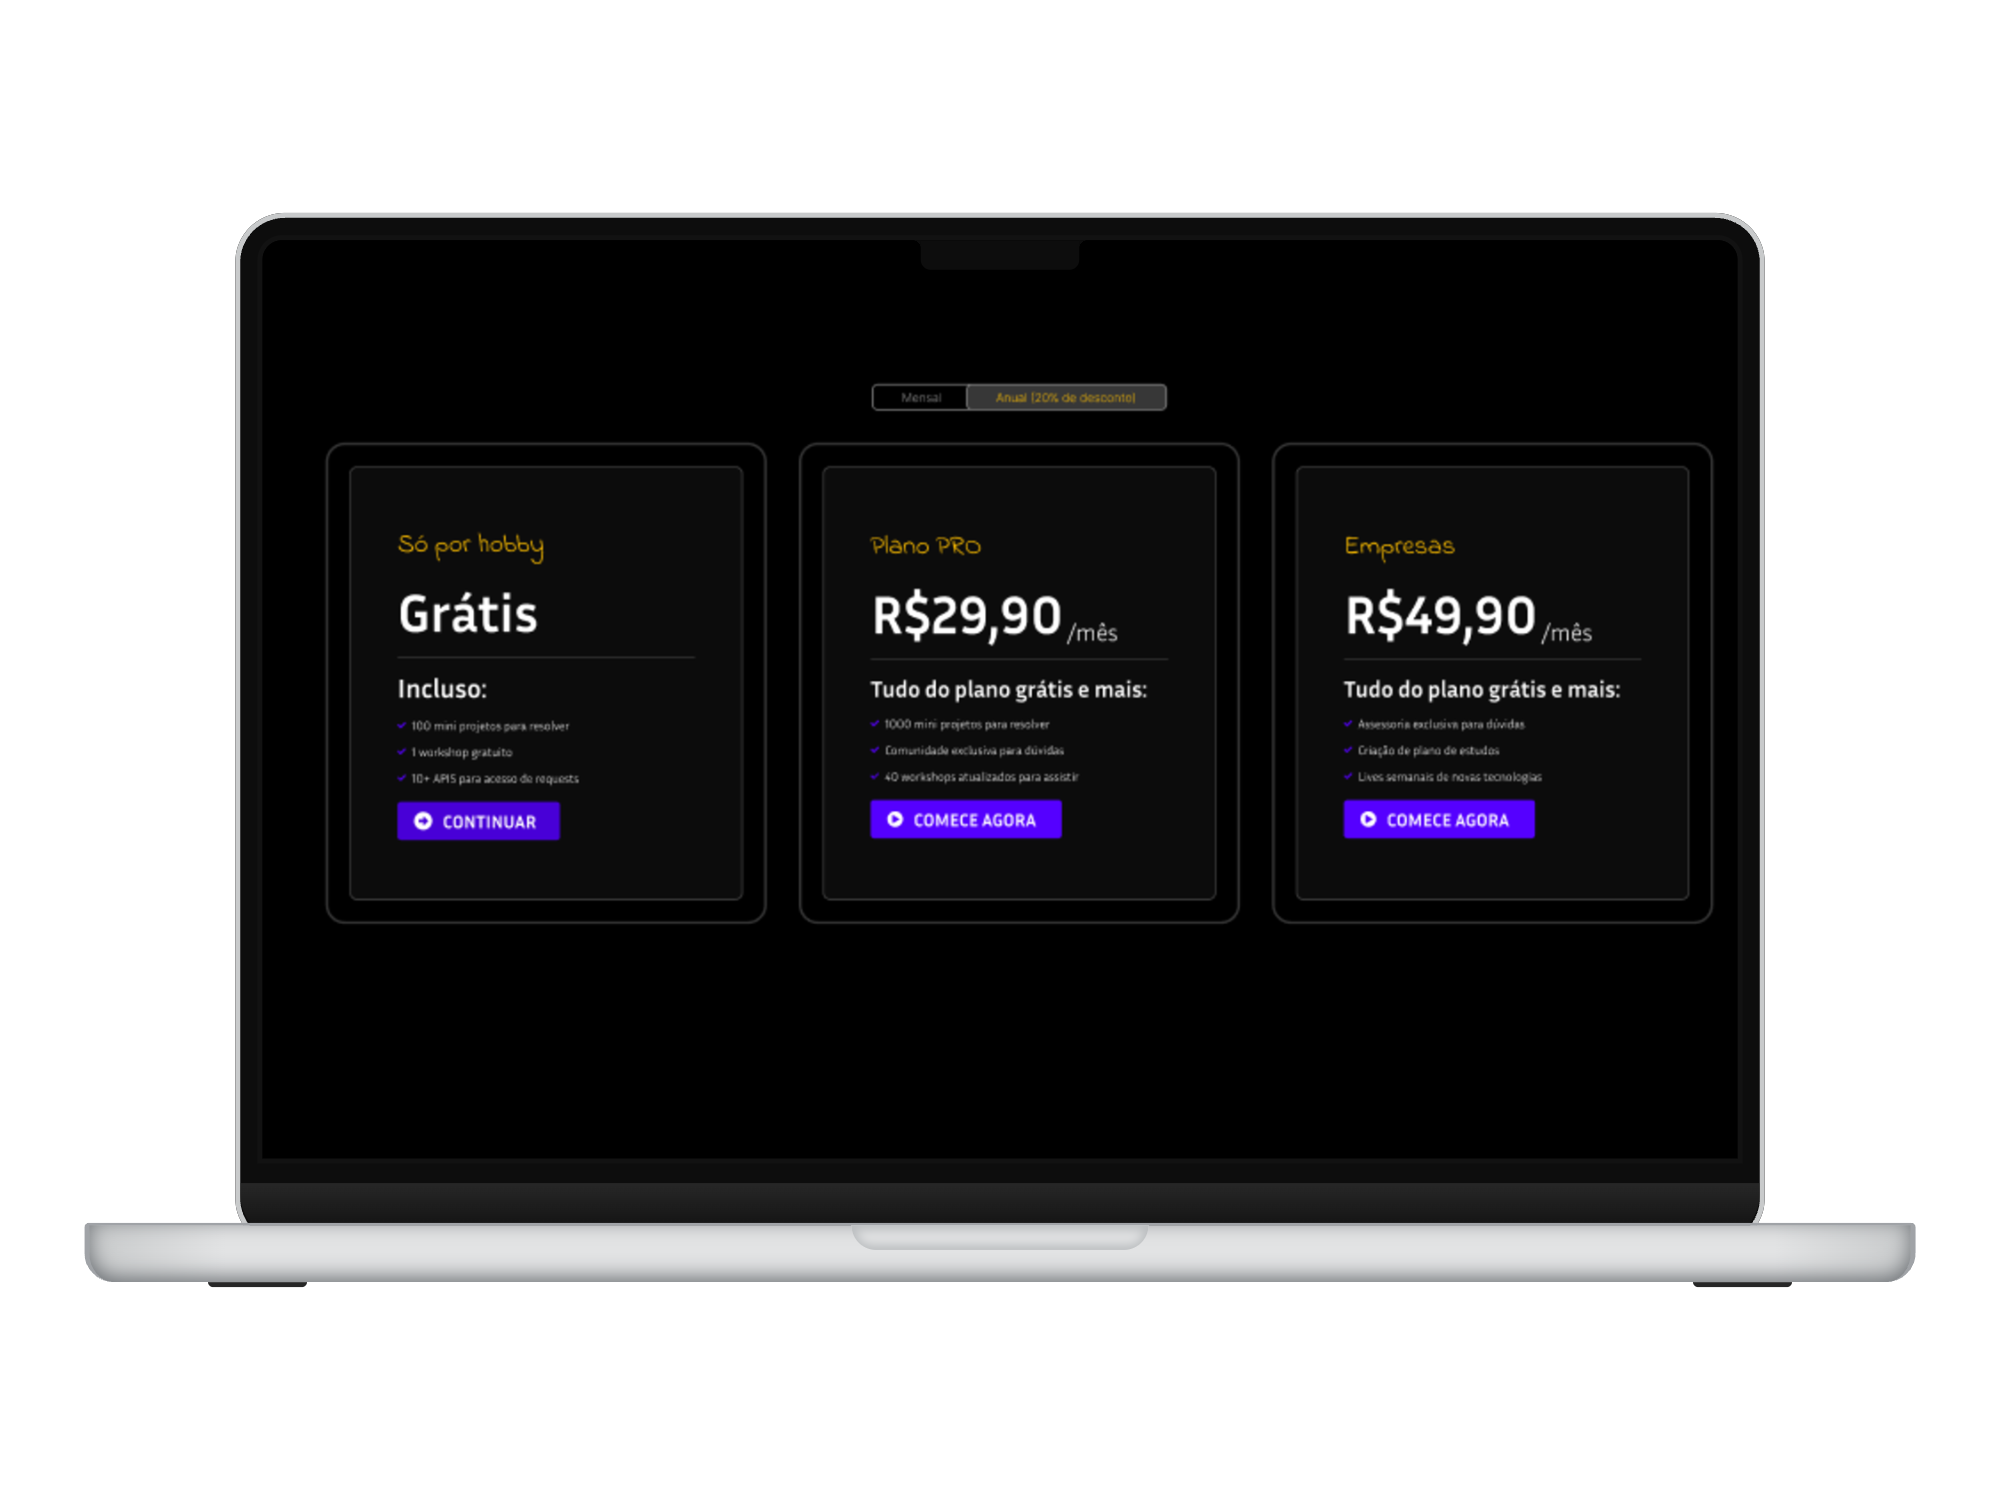 Mensal
Anual (20% de desconto)
Só por hobby
Grátis
Incluso:
100 mini projetos para resolver
1 workshop gratuito
10+ APIS para acesso de requests
CONTINUAR
Plano PRO
R$29,90 /mês
Tudo do plano grátis e mais:
1000 mini projetos para resolver
Comunidade exclusiva para dúvidas
40 workshops atualizados para assistir
COMECE AGORA
Empresas
R$49,90 /mês
Tudo do plano grátis e mais:
Assessoria exclusiva para dúvidas
Criação de plano de estudos
Lives semanais de novas tecnologias
COMECE AGORA